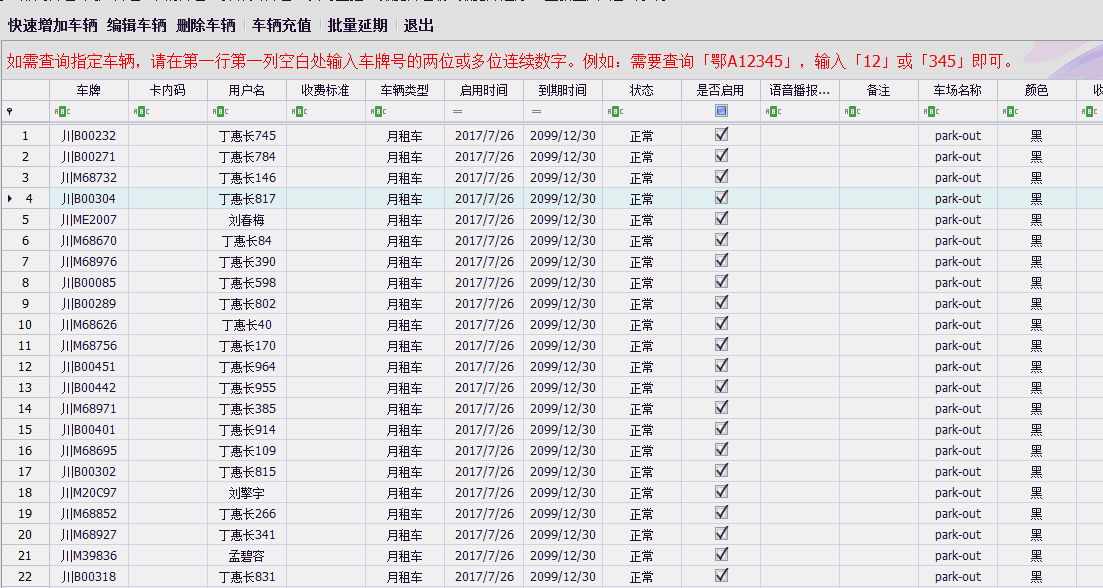 快速增加车辆 编辑车辆 删除车辆 车辆充值 批量延期 退出
如需查询指定车辆，请在第一行第一列空白处输入车牌号的两位或多位连续数字。例如：需要查询「鄂A12345」，输入「12」或「345」即可。
车牌 卡内码 用户名 收费标准 车辆类型 启用时间 到期时间 状态 是否启用 语音播报... 备注 车场名称 颜色 收
ABC ABC ABC ABC ABC = = ABC ABC ABC ABC ABC ABC
1 川B00232 丁惠长745 月租车 2017/7/26 2099/12/30 正常 park-out 黑
2 川B00271 丁惠长784 月租车 2017/7/26 2099/12/30 正常 park-out 黑
3 川M68732 丁惠长146 月租车 2017/7/26 2099/12/30 正常 park-out 黑
4 川B00304 丁惠长817 月租车 2017/7/26 2099/12/30 正常 park-out 黑
5 川ME2007 刘春梅 月租车 2017/7/26 2099/12/30 正常 park-out 黑
6 川M68670 丁惠长84 月租车 2017/7/26 2099/12/30 正常 park-out 黑
7 川M68976 丁惠长390 月租车 2017/7/26 2099/12/30 正常 park-out 黑
8 川B00085 丁惠长598 月租车 2017/7/26 2099/12/30 正常 park-out 黑
9 川B00289 丁惠长802 月租车 2017/7/26 2099/12/30 正常 park-out 黑
10 川M68626 丁惠长40 月租车 2017/7/26 2099/12/30 正常 park-out 黑
11 川M68756 丁惠长170 月租车 2017/7/26 2099/12/30 正常 park-out 黑
12 川B00451 丁惠长964 月租车 2017/7/26 2099/12/30 正常 park-out 黑
13 川B00442 丁惠长955 月租车 2017/7/26 2099/12/30 正常 park-out 黑
14 川M68971 丁惠长385 月租车 2017/7/26 2099/12/30 正常 park-out 黑
15 川B00401 丁惠长914 月租车 2017/7/26 2099/12/30 正常 park-out 黑
16 川M68695 丁惠长109 月租车 2017/7/26 2099/12/30 正常 park-out 黑
17 川B00302 丁惠长815 月租车 2017/7/26 2099/12/30 正常 park-out 黑
18 川M20C97 刘擎宇 月租车 2017/7/26 2099/12/30 正常 park-out 黑
19 川M68852 丁惠长266 月租车 2017/7/26 2099/12/30 正常 park-out 黑
20 川M68927 丁惠长341 月租车 2017/7/26 2099/12/30 正常 park-out 黑
21 川M39836 孟碧容 月租车 2017/7/26 2099/12/30 正常 park-out 黑
22 川B00318 丁惠长831 月租车 2017/7/26 2099/12/30 正常 park-out 黑